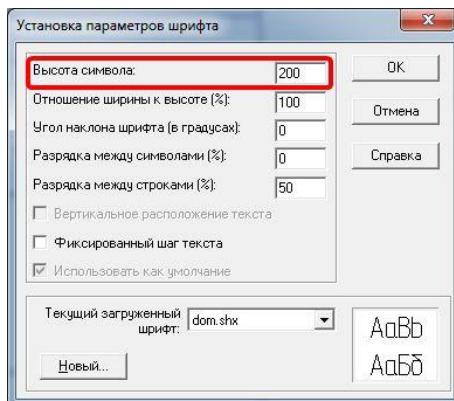 Установка параметров шрифта
Высота символа: 200
OK
Отношение ширины к высоте (%): 100
Отмена
Угол наклона шрифта (в градусах): 0
Разрядка между символами (%): 0
Справка
Разрядка между строками (%): 50
Вертикальное расположение текста
Фиксированный шаг текста
Использовать как умолчание
Текущий загруженный
шрифт: dom.shx
AaBb
АаБб
Новый...